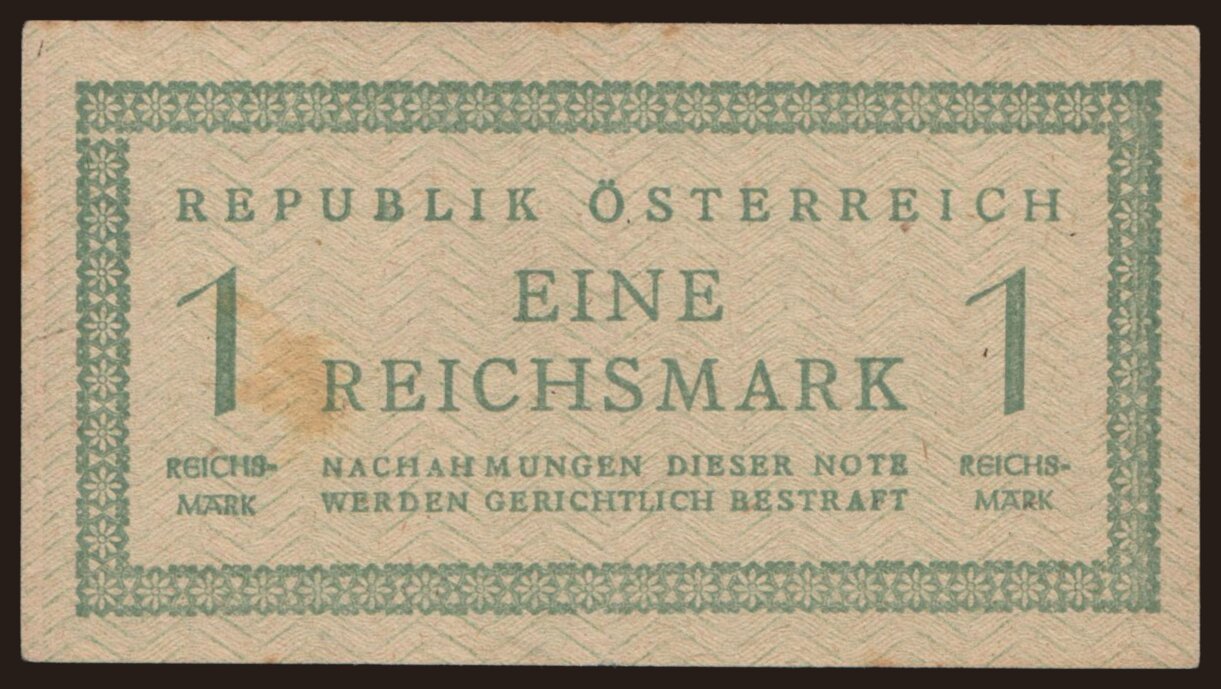 REPUBLIK ÖSTERREICH
1 EINE 1
REICHSMARK
REICHS- NACHAHMUNGEN DIESER NOTE REICHS-
MARK WERDEN GERICHTLICH BESTRAFT MARK